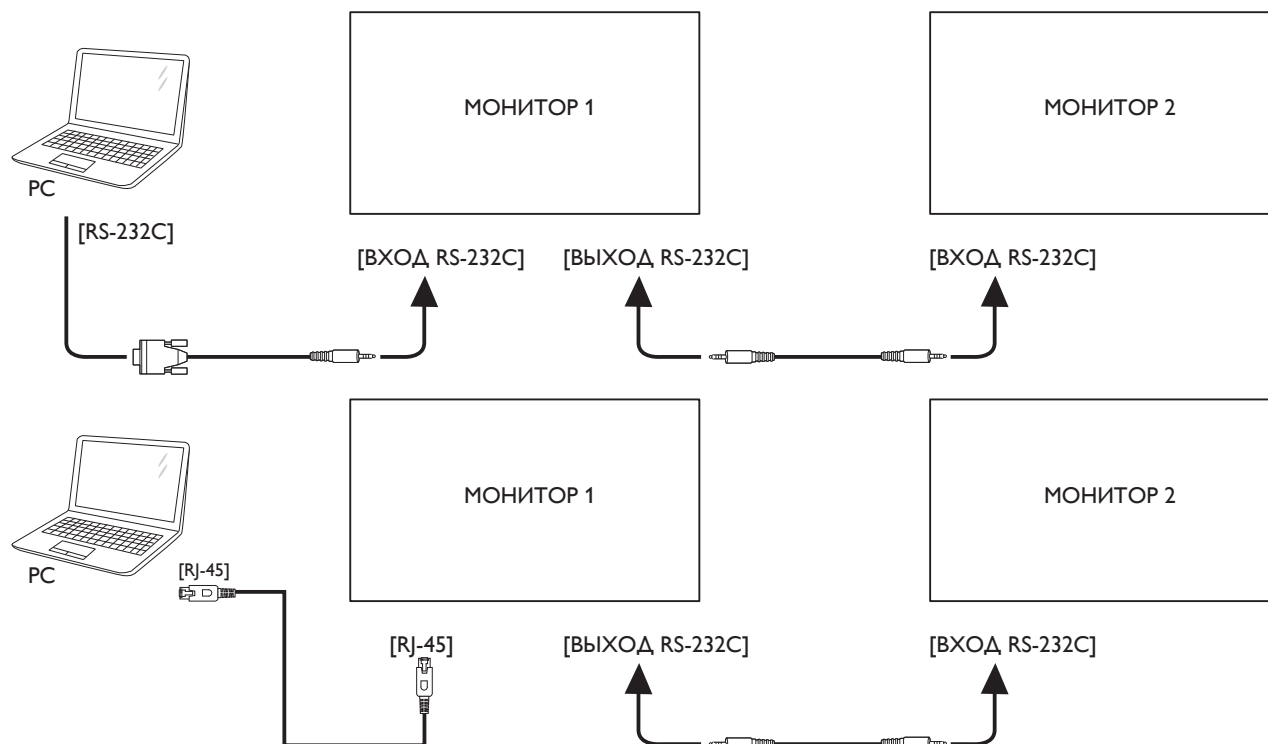 МОНИТОР 1
МОНИТОР 2
PC
[RS-232C]
[ВХОД RS-232C]
[ВЫХОД RS-232C]
[ВХОД RS-232C]
МОНИТОР 1
МОНИТОР 2
PC
[RJ-45]
[RJ-45]
[ВЫХОД RS-232C]
[ВХОД RS-232C]